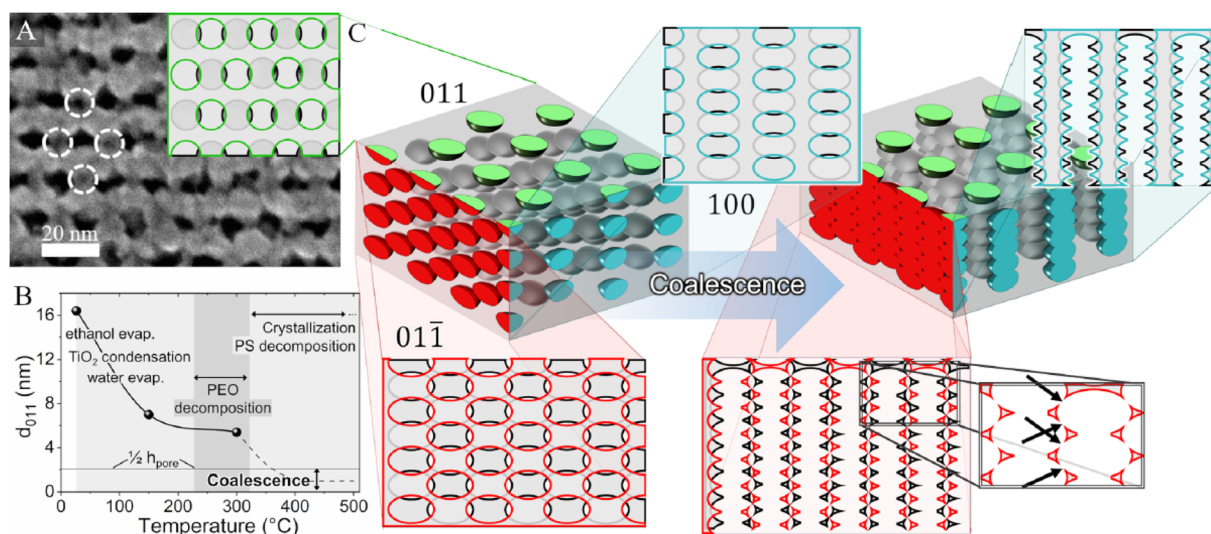 A
20 nm
C
011
100
Coalescence
011̄
B
16
12
8
4
0
d₀₁₁ (nm)
ethanol evap.
TiO₂ condensation
water evap.
Crystallization
PS decomposition
PEO
decomposition
½ hₚₒᵣₑ
Coalescence
0 100 200 300 400 500
Temperature (°C)